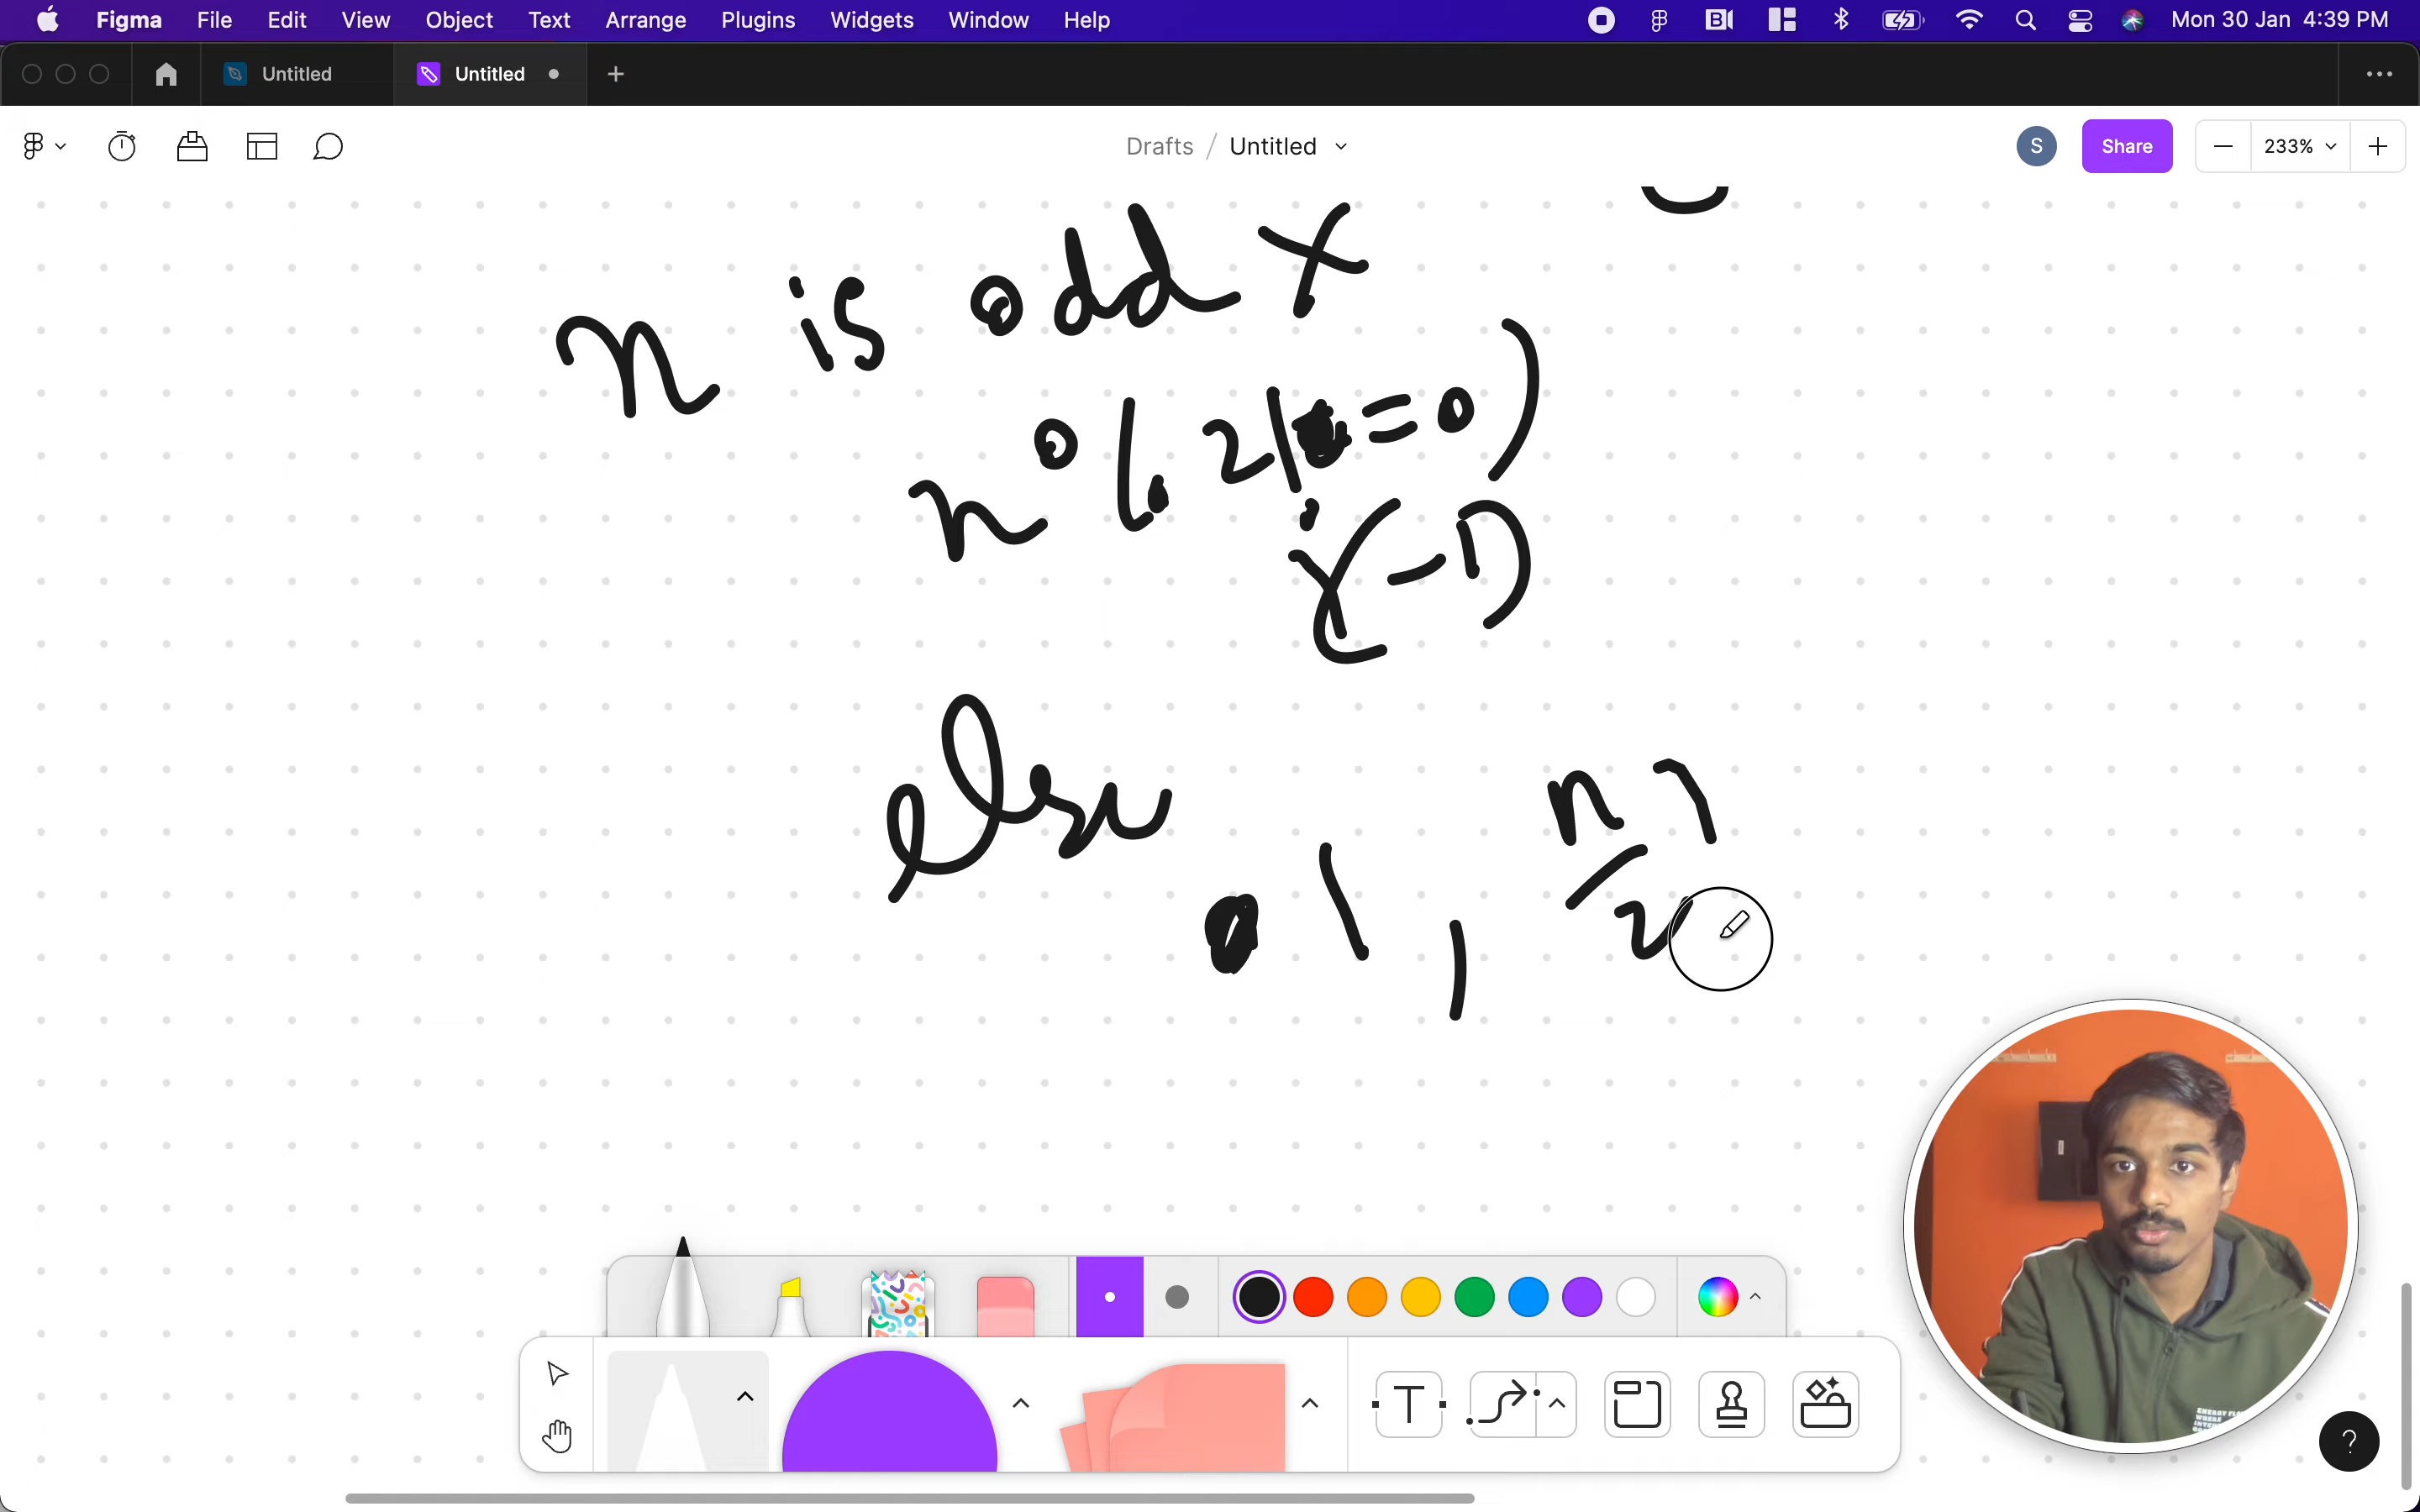 Figma File Edit View Object Text Arrange Plugins Widgets Window Help Mon 30 Jan 4:39 PM
Untitled Untitled
Drafts / Untitled S Share 233%
n is odd x
n % 2 | = 0 )
(-1)
else
0 1 , n
2
T
?